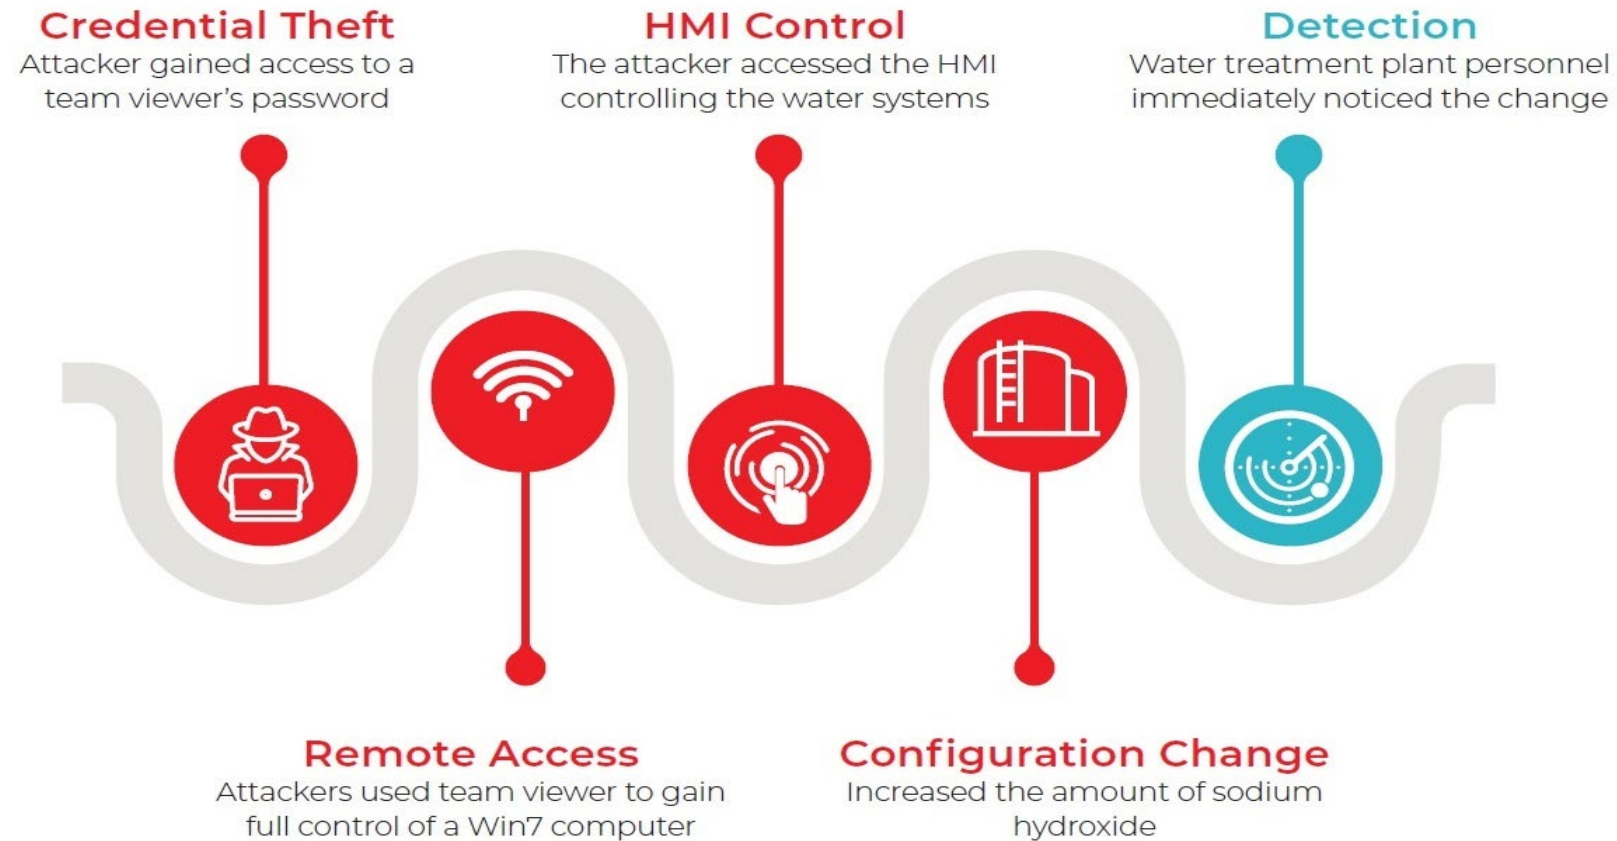 Credential Theft
Attacker gained access to a
team viewer's password
Remote Access
Attackers used team viewer to gain
full control of a Win7 computer
HMI Control
The attacker accessed the HMI
controlling the water systems
Configuration Change
Increased the amount of sodium
hydroxide
Detection
Water treatment plant personnel
immediately noticed the change